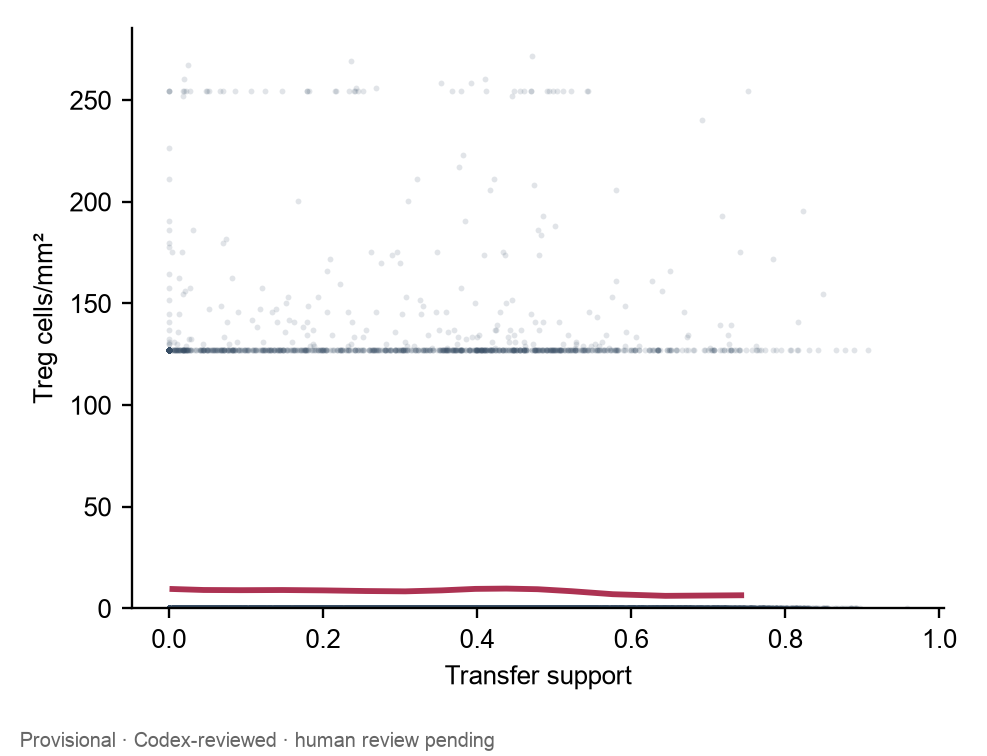 250
200
150
100
50
0
Treg cells/mm²
0.0 0.2 0.4 0.6 0.8 1.0
Transfer support
Provisional · Codex-reviewed · human review pending